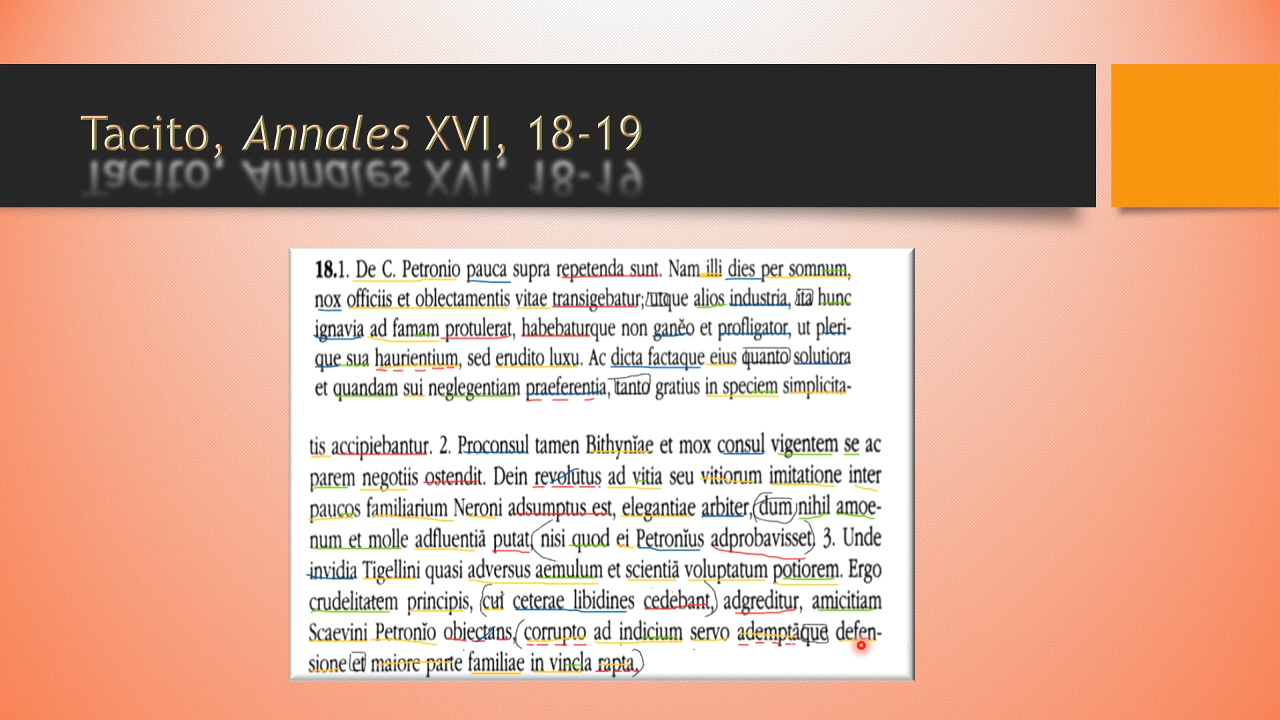 Tacito, Annales XVI, 18-19
18.1. De C. Petronio pauca supra repetenda sunt. Nam illi dies per somnum,
nox officiis et oblectamentis vitae transigebatur; utque alios industria, ita hunc
ignavia ad famam protulerat, habebaturque non ganĕo et profligator, ut pleri-
que sua haurientium, sed erudito luxu. Ac dicta factaque eius quanto solutiora
et quandam sui neglegentiam praeferentia, tanto gratius in speciem simplicita-
tis accipiebantur. 2. Proconsul tamen Bithyniae et mox consul vigentem se ac
parem negotiis ostendit. Dein revolutus ad vitia seu vitiorum imitatione inter
paucos familiarium Neroni adsumptus est, elegantiae arbiter, dum nihil amoe-
num et molle adfluentiā putat, nisi quod ei Petronĭus adprobavisset. 3. Unde
invidia Tigellini quasi adversus aemulum et scientiā voluptatum potiorem. Ergo
crudelitatem principis, cui ceterae libidines cedebant, adgreditur, amicitiam
Scaevini Petronĭo obiectans, corrupto ad indicium servo ademptāque defen-
sione et maiore parte familiae in vincla rapta.